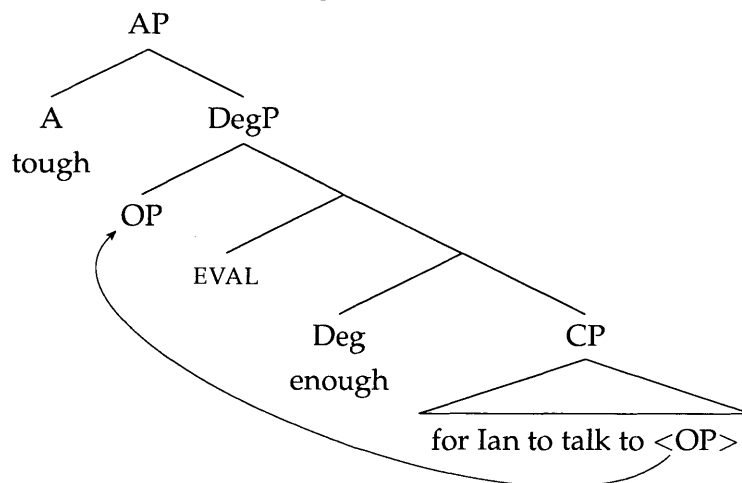 AP
A DegP
tough
OP
EVAL
Deg CP
enough
for Ian to talk to <OP>